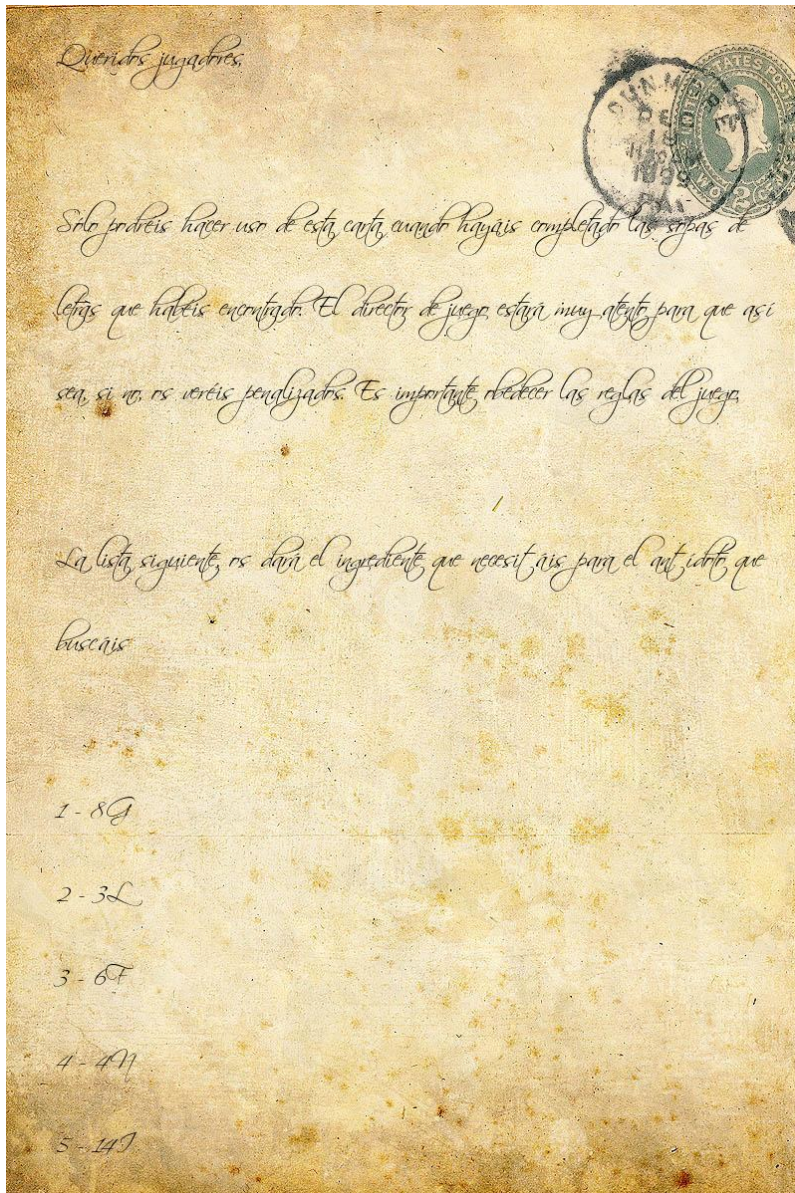 Queridos jugadores,
Sólo podréis hacer uso de esta carta cuando hayáis completado las sopas de
letras que habéis encontrado. El director de juego estará muy atento para que así
sea, si no, os veréis penalizados. Es importante obedecer las reglas del juego.
La lista siguiente os dará el ingrediente que necesitáis para el antídoto que
buscáis:
1 - 8G
2 - 3L
3 - 6F
4 - 4N
5 - 14I